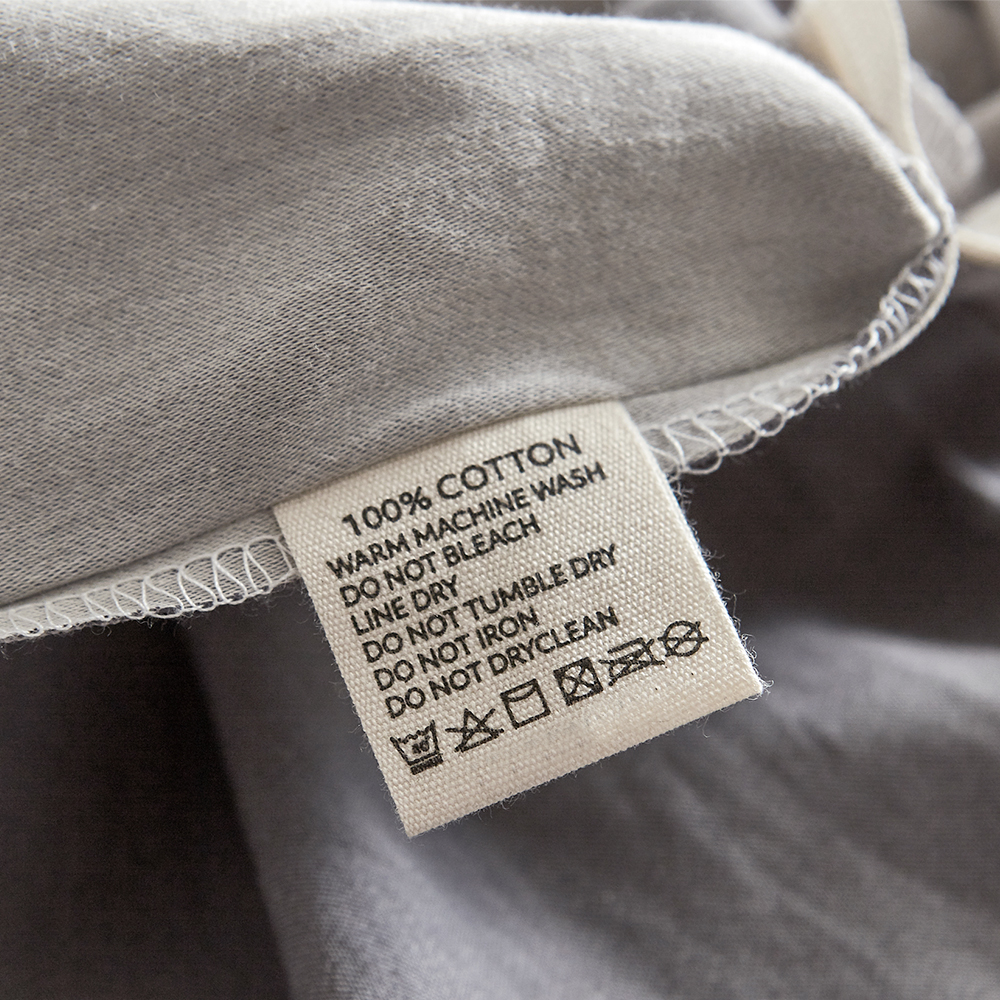 100% COTTON
WARM MACHINE WASH
DO NOT BLEACH
LINE DRY
DO NOT TUMBLE DRY
DO NOT IRON
DO NOT DRYCLEAN